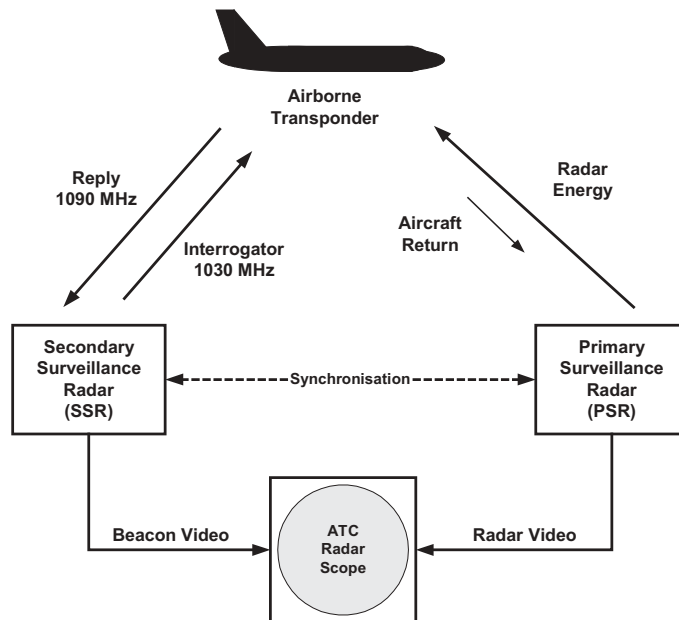 Airborne
Transponder
Reply
1090 MHz
Interrogator
1030 MHz
Radar
Energy
Aircraft
Return
Secondary
Surveillance
Radar
(SSR)
Synchronisation
Primary
Surveillance
Radar
(PSR)
Beacon Video
ATC
Radar
Scope
Radar Video